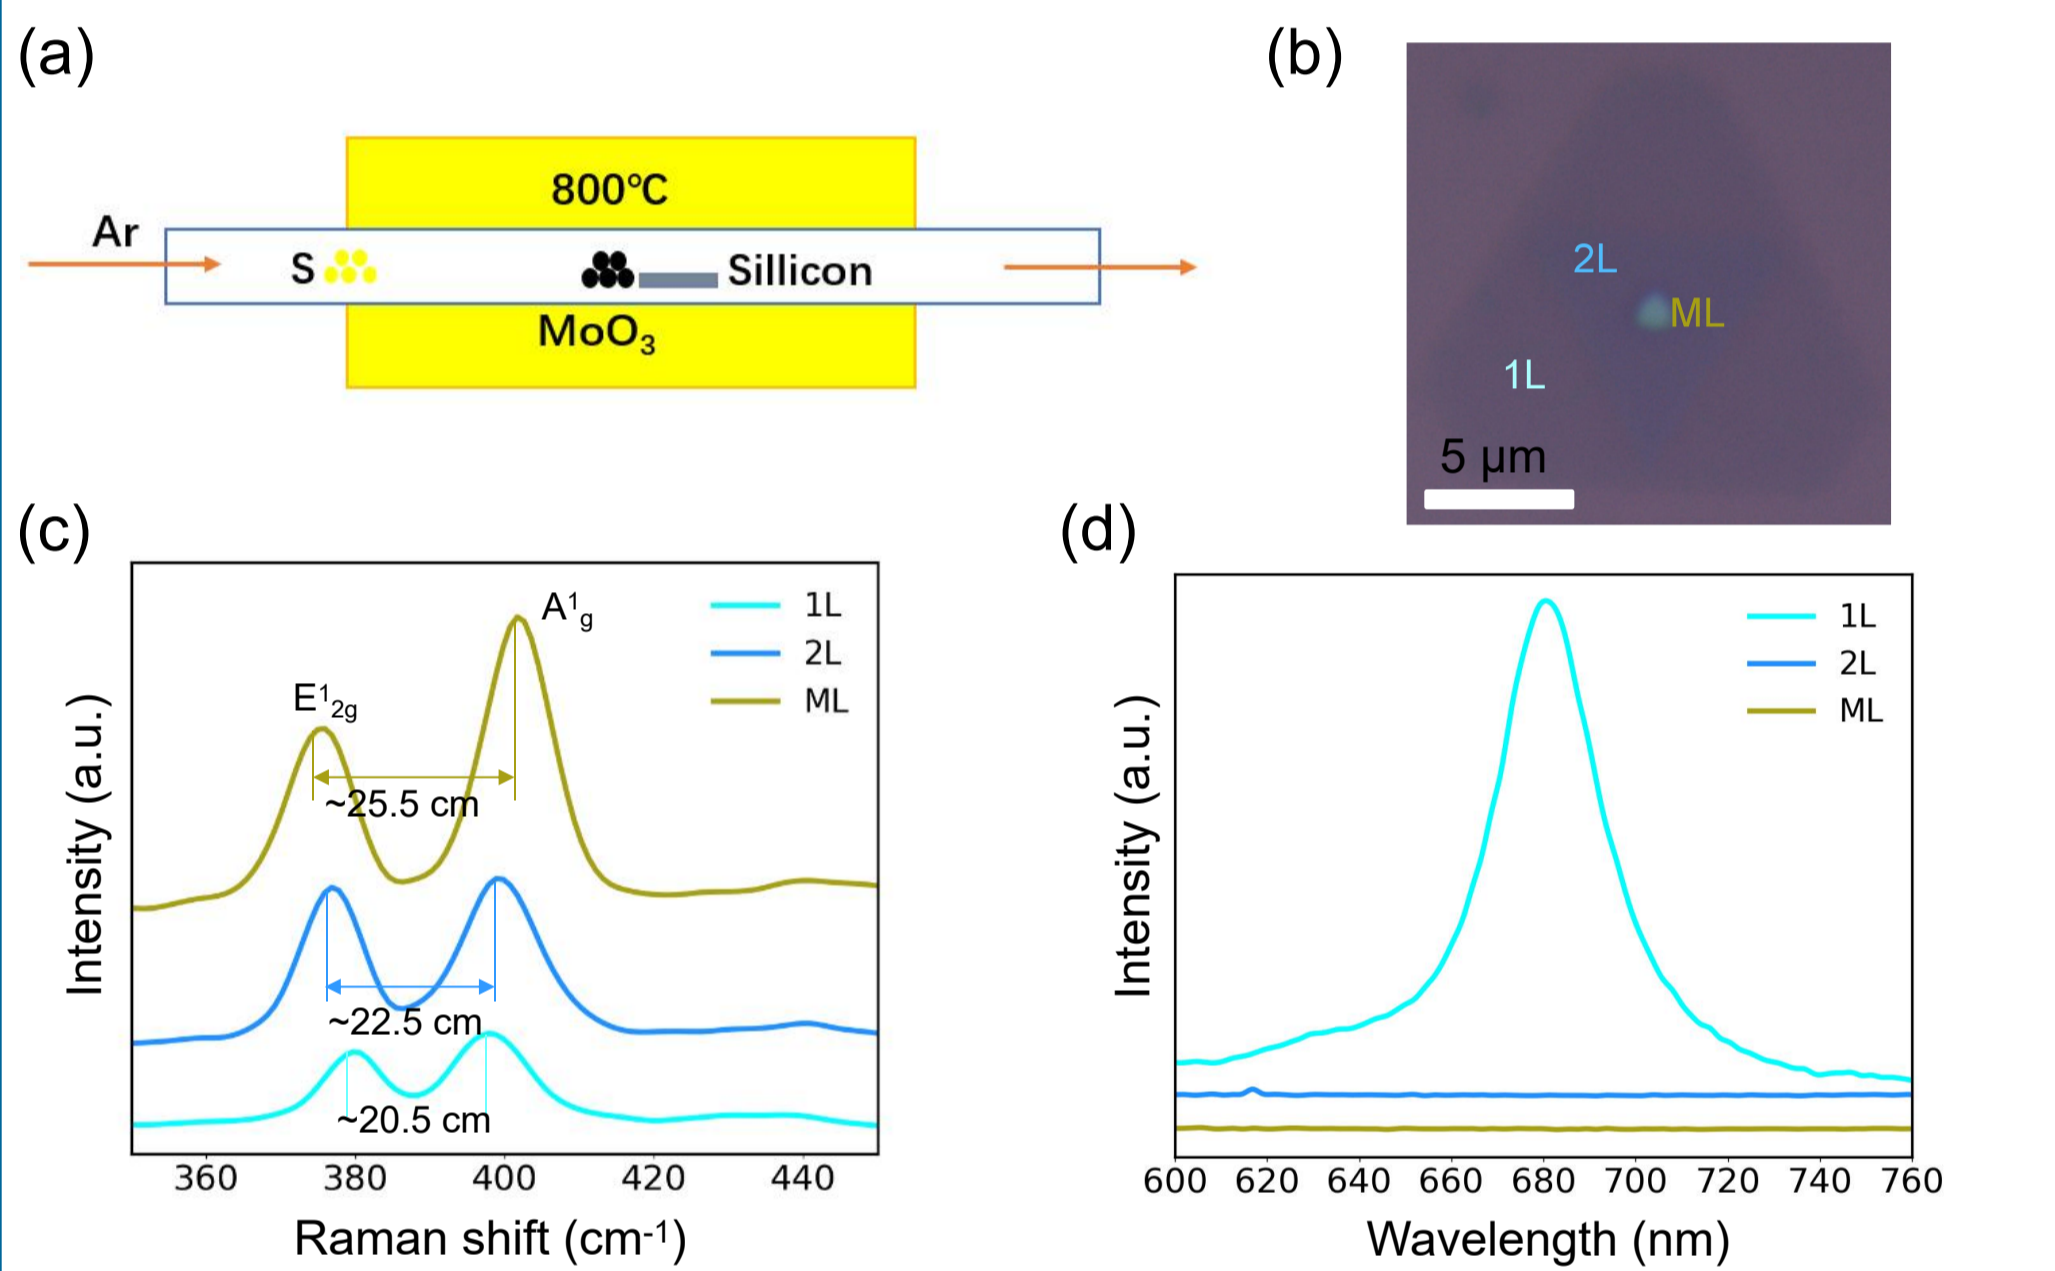 (a)
800°C
Ar
S
Sillicon
MoO₃
(b)
2L
ML
1L
5 μm
(c)
A¹g
E¹2g
1L
2L
ML
~25.5 cm
~22.5 cm
~20.5 cm
Intensity (a.u.)
360 380 400 420 440
Raman shift (cm-1)
(d)
1L
2L
ML
Intensity (a.u.)
600 620 640 660 680 700 720 740 760
Wavelength (nm)